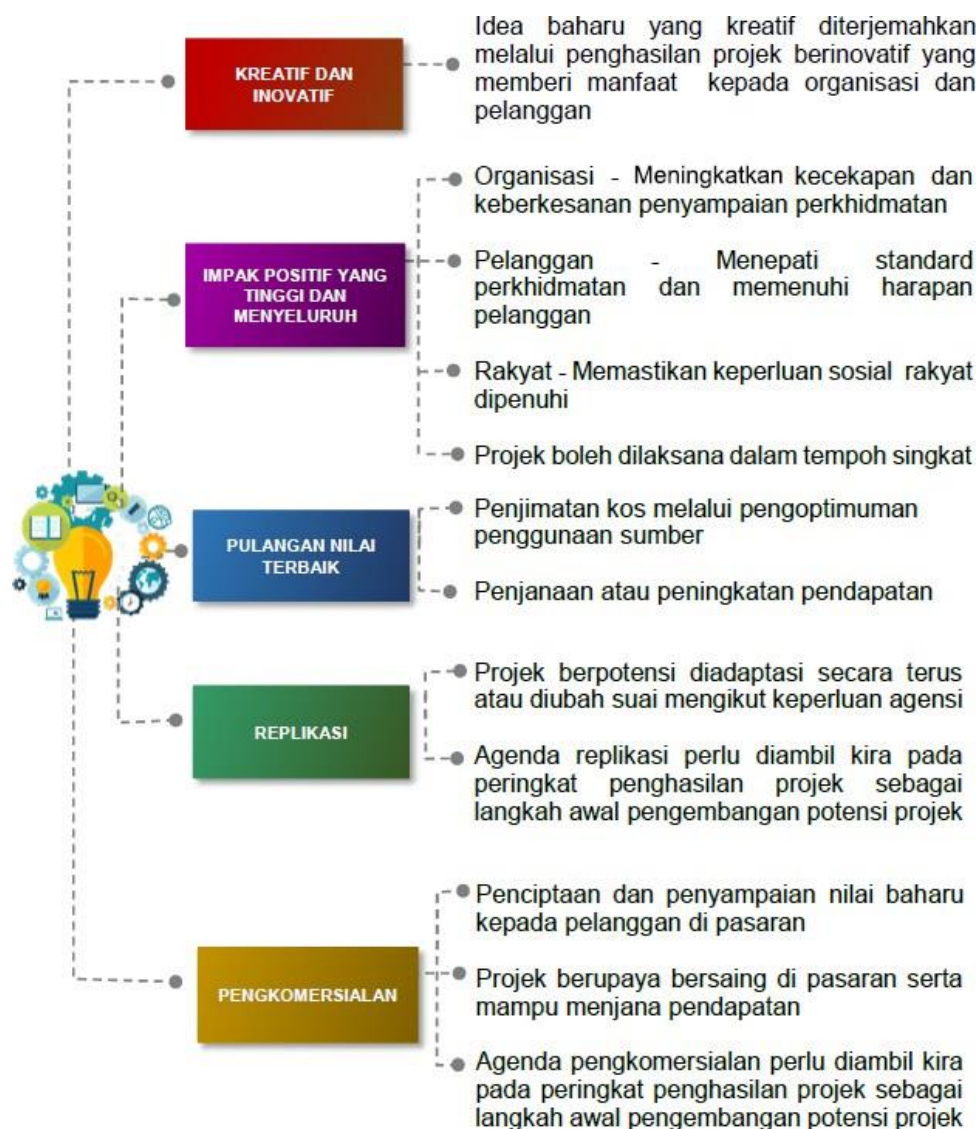 KREATIF DAN
INOVATIF
Idea baharu yang kreatif diterjemahkan
melalui penghasilan projek berinovatif yang
memberi manfaat kepada organisasi dan
pelanggan
IMPAK POSITIF YANG
TINGGI DAN
MENYELURUH
Organisasi - Meningkatkan kecekapan dan
keberkesanan penyampaian perkhidmatan
Pelanggan - Menepati standard
perkhidmatan dan memenuhi harapan
pelanggan
Rakyat - Memastikan keperluan sosial rakyat
dipenuhi
Projek boleh dilaksana dalam tempoh singkat
PULANGAN NILAI
TERBAIK
Penjimatan kos melalui pengoptimuman
penggunaan sumber
Penjanaan atau peningkatan pendapatan
REPLIKASI
Projek berpotensi diadaptasi secara terus
atau diubah suai mengikut keperluan agensi
Agenda replikasi perlu diambil kira pada
peringkat penghasilan projek sebagai
langkah awal pengembangan potensi projek
PENGKOMERSIALAN
Penciptaan dan penyampaian nilai baharu
kepada pelanggan di pasaran
Projek berupaya bersaing di pasaran serta
mampu menjana pendapatan
Agenda pengkomersialan perlu diambil kira
pada peringkat penghasilan projek sebagai
langkah awal pengembangan potensi projek